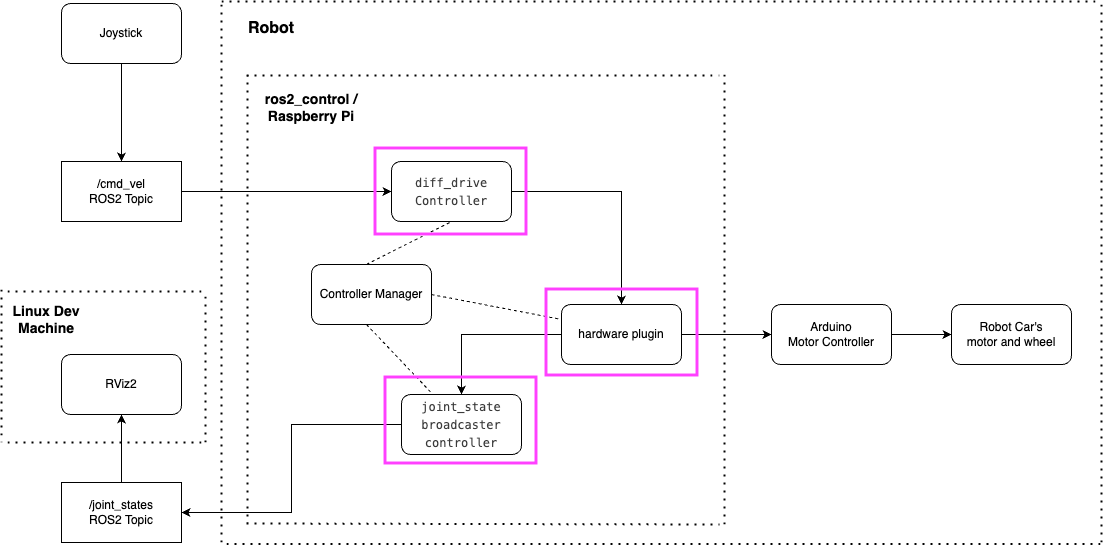 Joystick
Robot
ros2_control /
Raspberry Pi
/cmd_vel
ROS2 Topic
diff_drive
Controller
Controller Manager
Linux Dev
Machine
hardware plugin
Arduino
Motor Controller
Robot Car's
motor and wheel
RViz2
joint_state
broadcaster
controller
/joint_states
ROS2 Topic